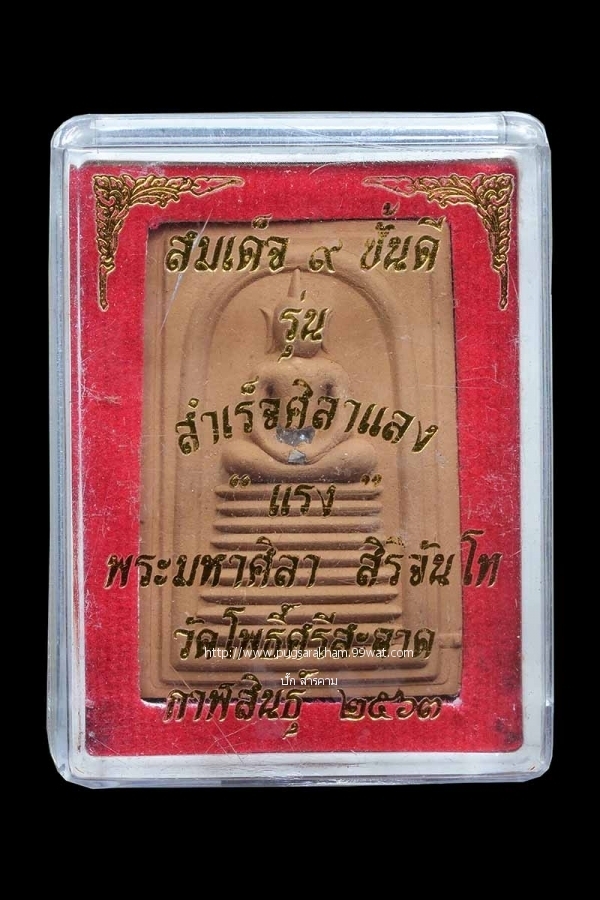 สมเด็จ ๙ ชั้นดี
รุ่น
สำเร็จศิลาแลง
"แรง"
พระมหาศิลา สิริจันโท
วัดโพธิ์ศรีสะอาด
http://www.pugsarakham.99wat.com
ปั๊ก สารคาม
กาฬสินธุ์ ๒๕๖๓